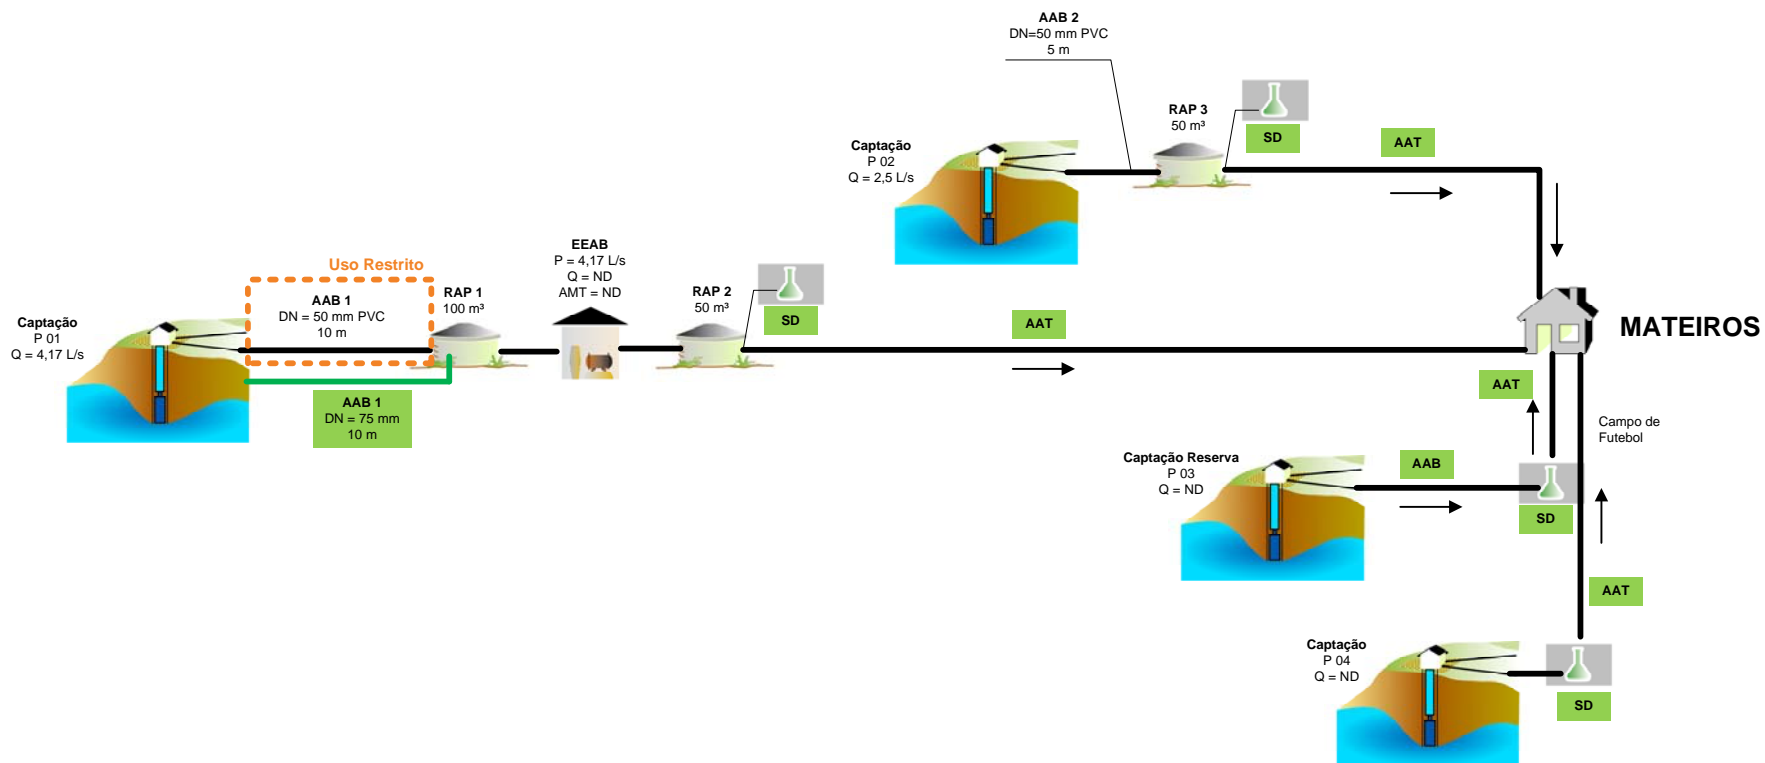 AAB 2
DN=50 mm PVC
5 m
RAP 3
50 m³
SD
AAT
Captação
P 02
Q = 2,5 L/s
EEAB
P = 4,17 L/s
Q = ND
AMT = ND
Uso Restrito
AAB 1
DN = 50 mm PVC
10 m
RAP 1
100 m³
RAP 2
50 m³
SD
AAT
Captação
P 01
Q = 4,17 L/s
MATEIROS
AAB 1
DN = 75 mm
10 m
AAT
Campo de
Futebol
Captação Reserva
P 03
Q = ND
AAB
SD
AAT
Captação
P 04
Q = ND
SD